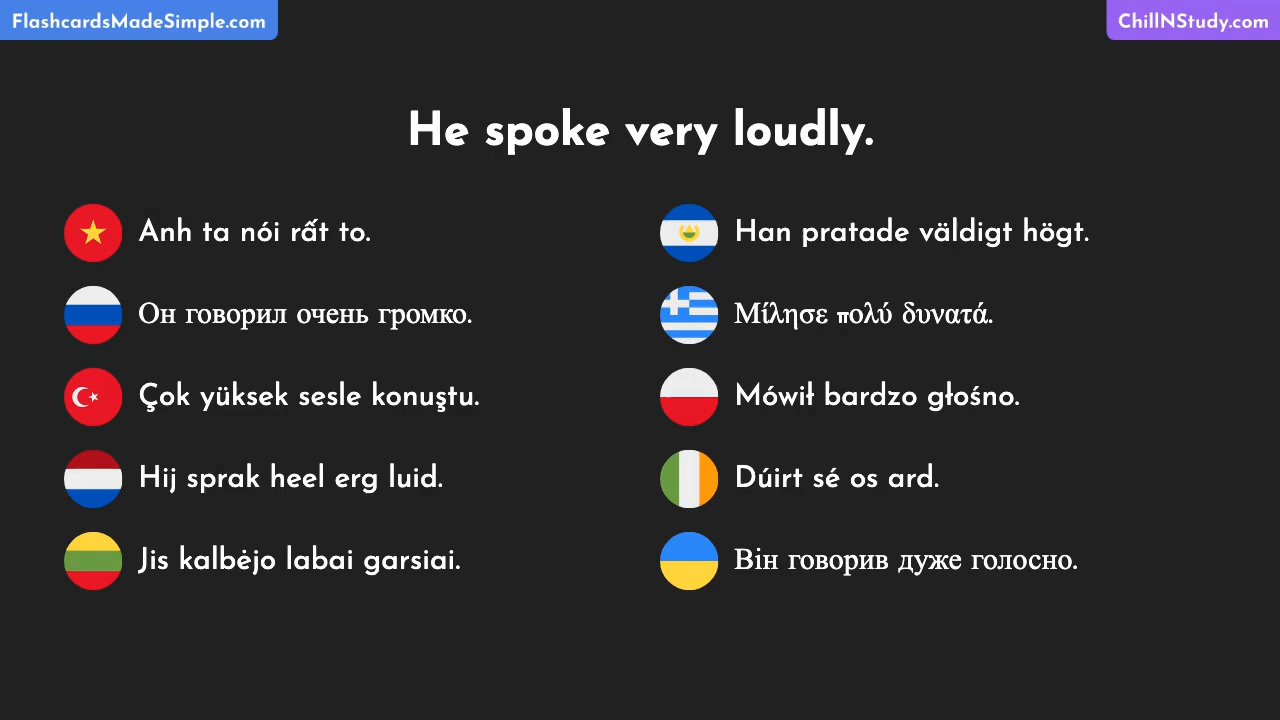 FlashcardsMadeSimple.com
ChillNStudy.com
He spoke very loudly.
Anh ta nói rất to.
Он говорил очень громко.
Çok yüksek sesle konuştu.
Hij sprak heel erg luid.
Jis kalbėjo labai garsiai.
Han pratade väldigt högt.
Μίλησε πολύ δυνατά.
Mówił bardzo głośno.
Dúirt sé os ard.
Він говорив дуже голосно.